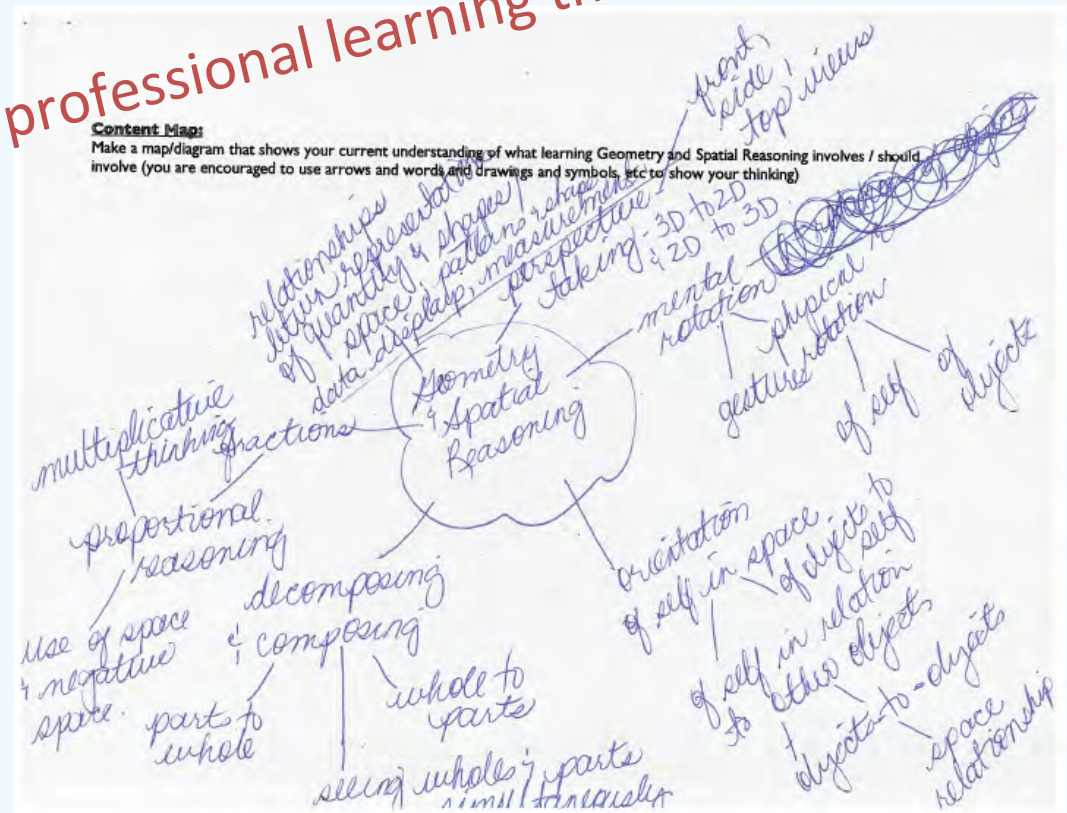 professional learning th
Content Map:
Make a map/diagram that shows your current understanding of what learning Geometry and Spatial Reasoning involves / should
involve (you are encouraged to use arrows and words and drawings and symbols, etc to show your thinking)
front,
side,
top views
relationships
btwn representation
of quantity & shapes/
space, patterns & shape
data displays, measurement
perspective
taking - 3D to 2D
& 2D to 3D
mental
rotation
physical
rotation
gestures
of self
of
objects
Geometry
& Spatial
Reasoning
multiplicative
thinking
fractions
proportional
reasoning
use of space
& negative
space.
decomposing
& composing
part to
whole
whole to
parts
seeing wholes & parts
simultaneously
orientation
of self in space
of objects to
self
of self in relation
to other objects
objects-to-objects
space
relationship